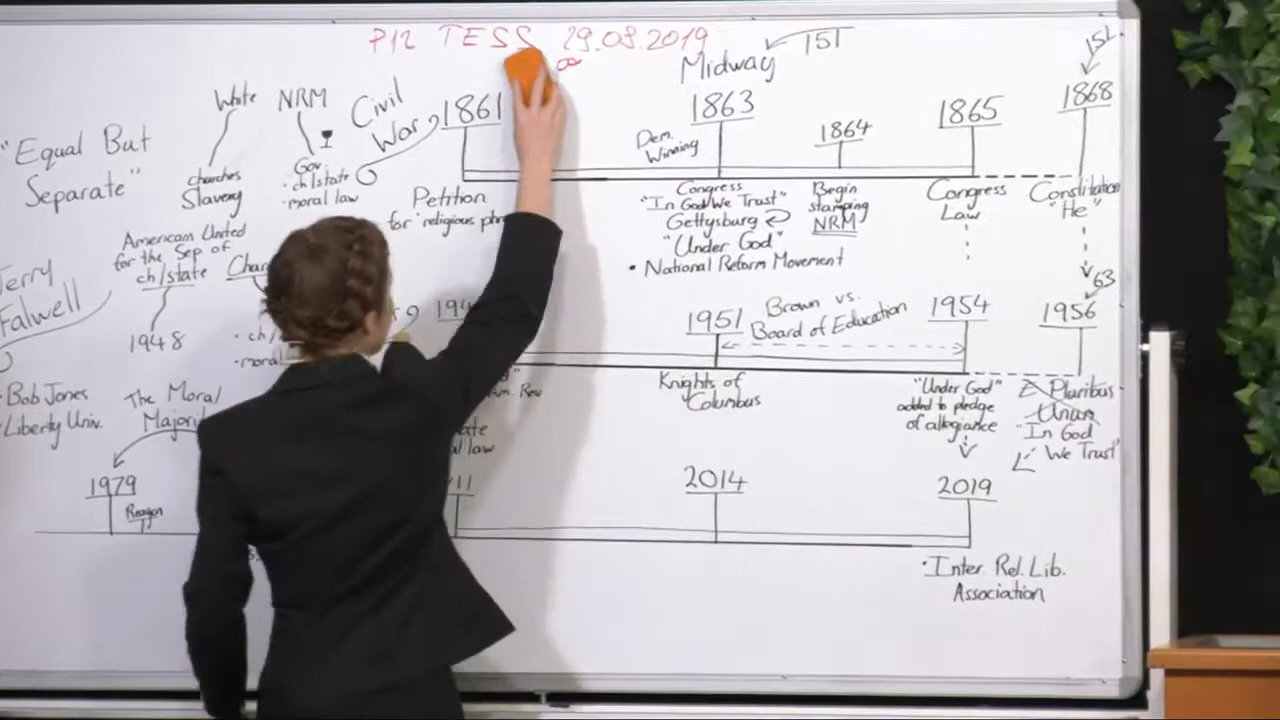 P12 TESS 29.08.2019
151
Midway
151
White NRM
Civil
War
1861
1863
1864
1865
1868
"Equal But
Separate"
churches
Slavery
Gov.
· ch/state
· moral law
Dem.
Winning
Petition
for religious
Congress
"In God We Trust"
Gettysburg
"Under God"
• National Reform Movement
Begin
stamping
NRM
Congress
Law
Constitution
"He"
Jerry
Falwell
Americans United
for the Sep of
ch/state
1948
1951
Brown vs.
Board of Education
1954
63
1956
· Bob Jones
· Liberty Univ.
The Moral
Knights of
Columbus
"Under God"
added to pledge
of allegiance
E Pluribus
Unam
"In God
We Trust"
1979
Reagan
2014
2019
· Inter. Rel. Lib.
Association